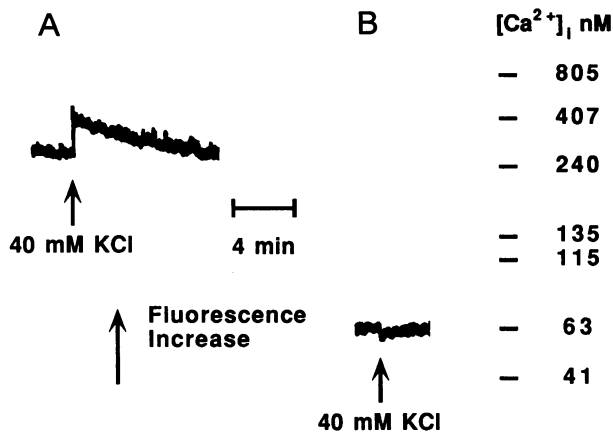 A
B
[Ca²⁺]ᵢ nM
805
407
240
135
115
63
41
40 mM KCl
4 min
Fluorescence
Increase
40 mM KCl